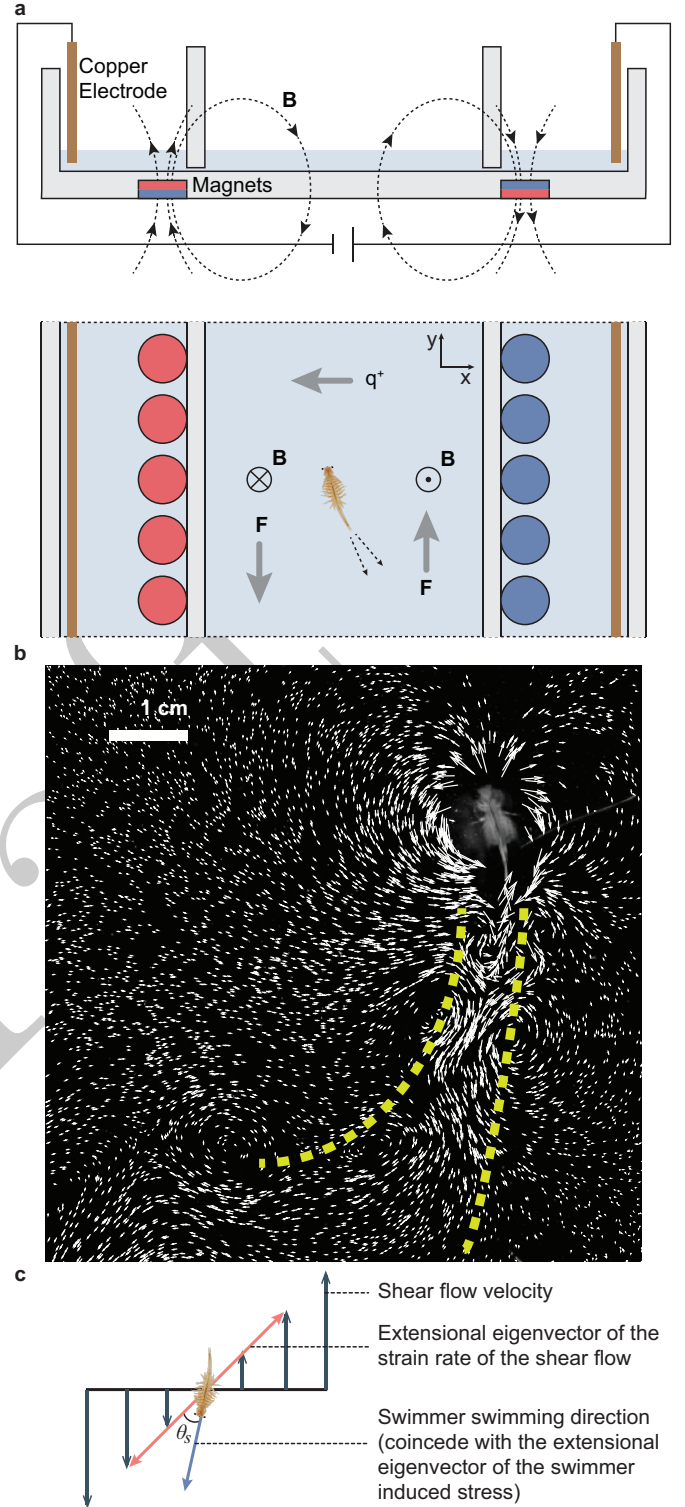 a
Copper
Electrode
B
Magnets
y
x
q⁺
B
B
F
F
b
1 cm
c
Shear flow velocity
Extensional eigenvector of the
strain rate of the shear flow
Swimmer swimming direction
(coincide with the extensional
eigenvector of the swimmer
induced stress)
θs